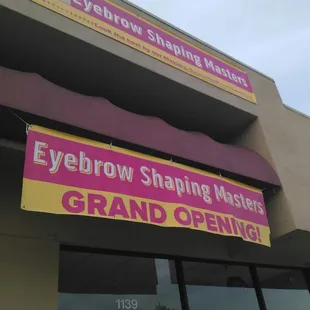 Eyebrow Shaping Masters
Eyebrow Shaping Masters
GRAND OPENING!
1139